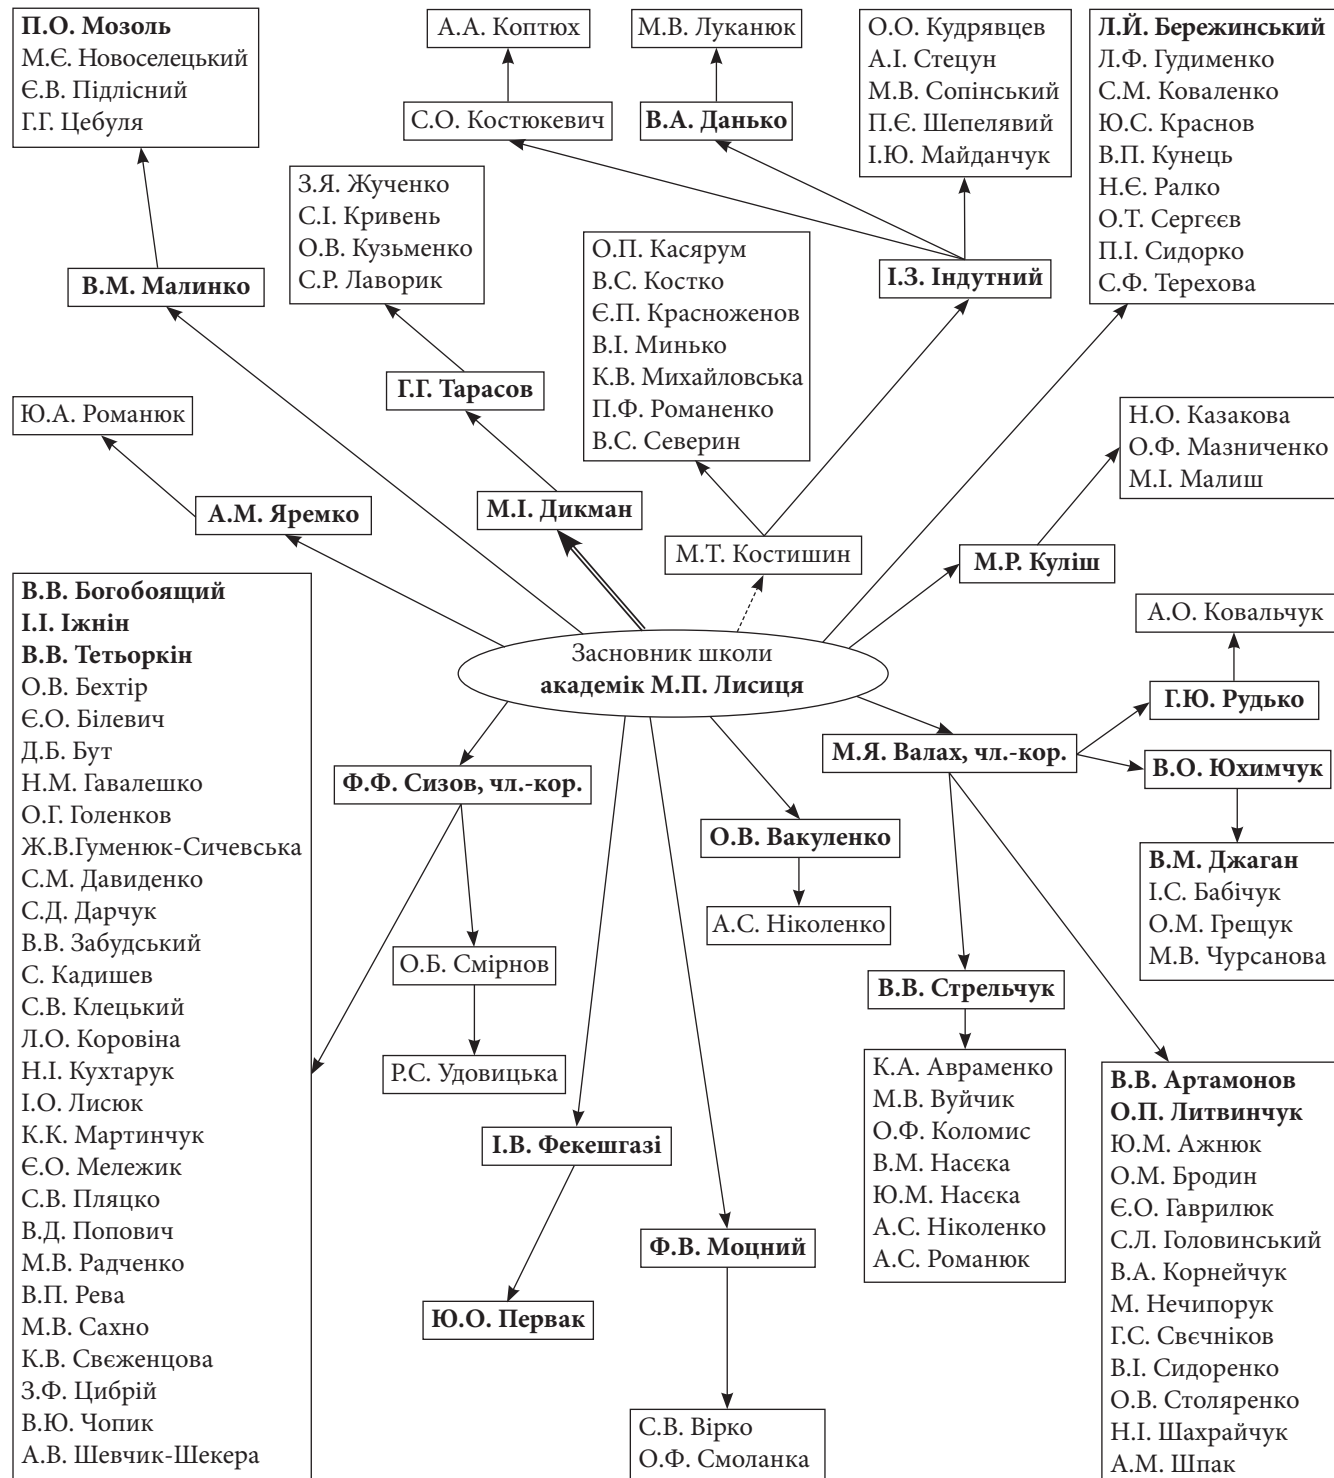 П.О. Мозоль
М.Є. Новоселецький
Є.В. Підлісний
Г.Г. Цебуля
А.А. Коптюх
М.В. Луканюк
О.О. Кудрявцев
А.І. Стецун
М.В. Сопінський
П.Є. Шепелявий
І.Ю. Майданчук
Л.Й. Бережинський
Л.Ф. Гудименко
С.М. Коваленко
Ю.С. Краснов
В.П. Кунець
Н.Є. Ралко
О.Т. Сергєєв
П.І. Сидорко
С.Ф. Терехова
С.О. Костюкевич
В.А. Данько
З.Я. Жученко
С.І. Кривень
О.В. Кузьменко
С.Р. Лаворик
О.П. Касярум
В.С. Костко
Є.П. Красноженов
В.І. Минько
К.В. Михайловська
П.Ф. Романенко
В.С. Северин
В.М. Малинко
І.З. Індутний
Г.Г. Тарасов
Ю.А. Романюк
Н.О. Казакова
О.Ф. Мазниченко
М.І. Малиш
А.М. Яремко
М.І. Дикман
М.Т. Костишин
М.Р. Куліш
В.В. Богобоящий
І.І. Іжнін
В.В. Тетьоркін
О.В. Бехтір
Є.О. Білевич
Д.Б. Бут
Н.М. Гавалешко
О.Г. Голенков
Ж.В.Гуменюк-Сичевська
С.М. Давиденко
С.Д. Дарчук
В.В. Забудський
С. Кадишев
С.В. Клецький
Л.О. Коровіна
Н.І. Кухтарук
І.О. Лисюк
К.К. Мартинчук
Є.О. Мележик
С.В. Пляцко
В.Д. Попович
М.В. Радченко
В.П. Рева
М.В. Сахно
К.В. Свєженцова
З.Ф. Цибрій
В.Ю. Чопик
А.В. Шевчик-Шекера
Засновник школи
академік М.П. Лисиця
А.О. Ковальчук
Г.Ю. Рудько
М.Я. Валах, чл.-кор.
В.О. Юхимчук
Ф.Ф. Сизов, чл.-кор.
О.В. Вакуленко
В.М. Джаган
І.С. Бабічук
О.М. Грещук
М.В. Чурсанова
А.С. Ніколенко
О.Б. Смірнов
В.В. Стрельчук
Р.С. Удовицька
К.А. Авраменко
М.В. Вуйчик
О.Ф. Коломис
В.М. Насєка
Ю.М. Насєка
А.С. Ніколенко
А.С. Романюк
В.В. Артамонов
О.П. Литвинчук
Ю.М. Ажнюк
О.М. Бродин
Є.О. Гаврилюк
С.Л. Головинський
В.А. Корнейчук
М. Нечипорук
Г.С. Свєчніков
В.І. Сидоренко
О.В. Столяренко
Н.І. Шахрайчук
А.М. Шпак
І.В. Фекешгазі
Ф.В. Моцний
Ю.О. Первак
С.В. Вірко
О.Ф. Смоланка